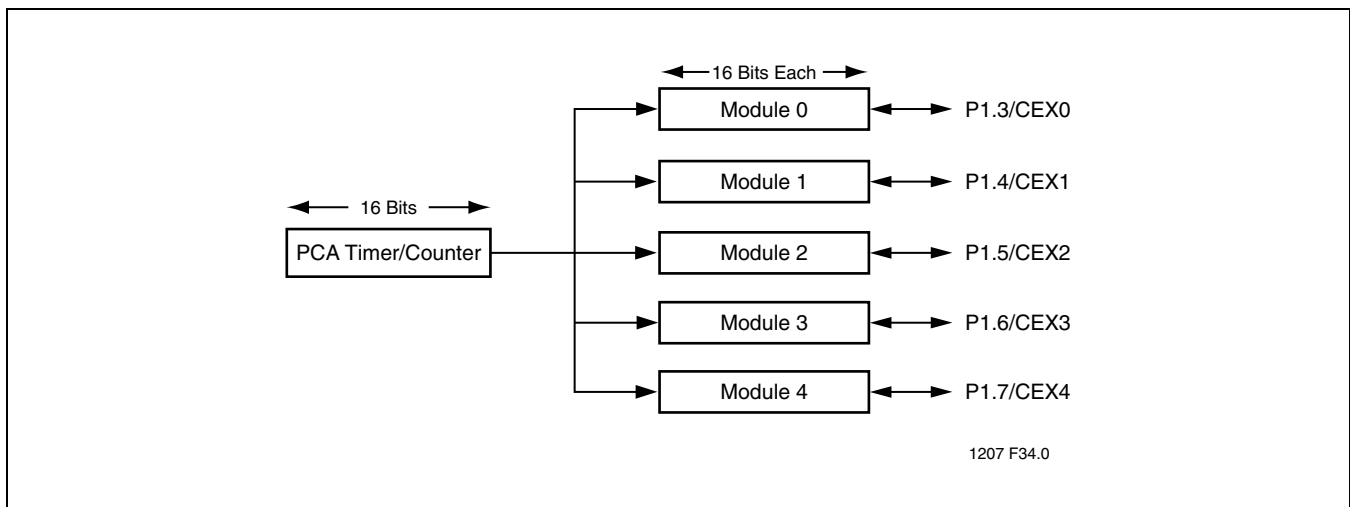 16 Bits Each
Module 0
P1.3/CEX0
Module 1
P1.4/CEX1
16 Bits
PCA Timer/Counter
Module 2
P1.5/CEX2
Module 3
P1.6/CEX3
Module 4
P1.7/CEX4
1207 F34.0